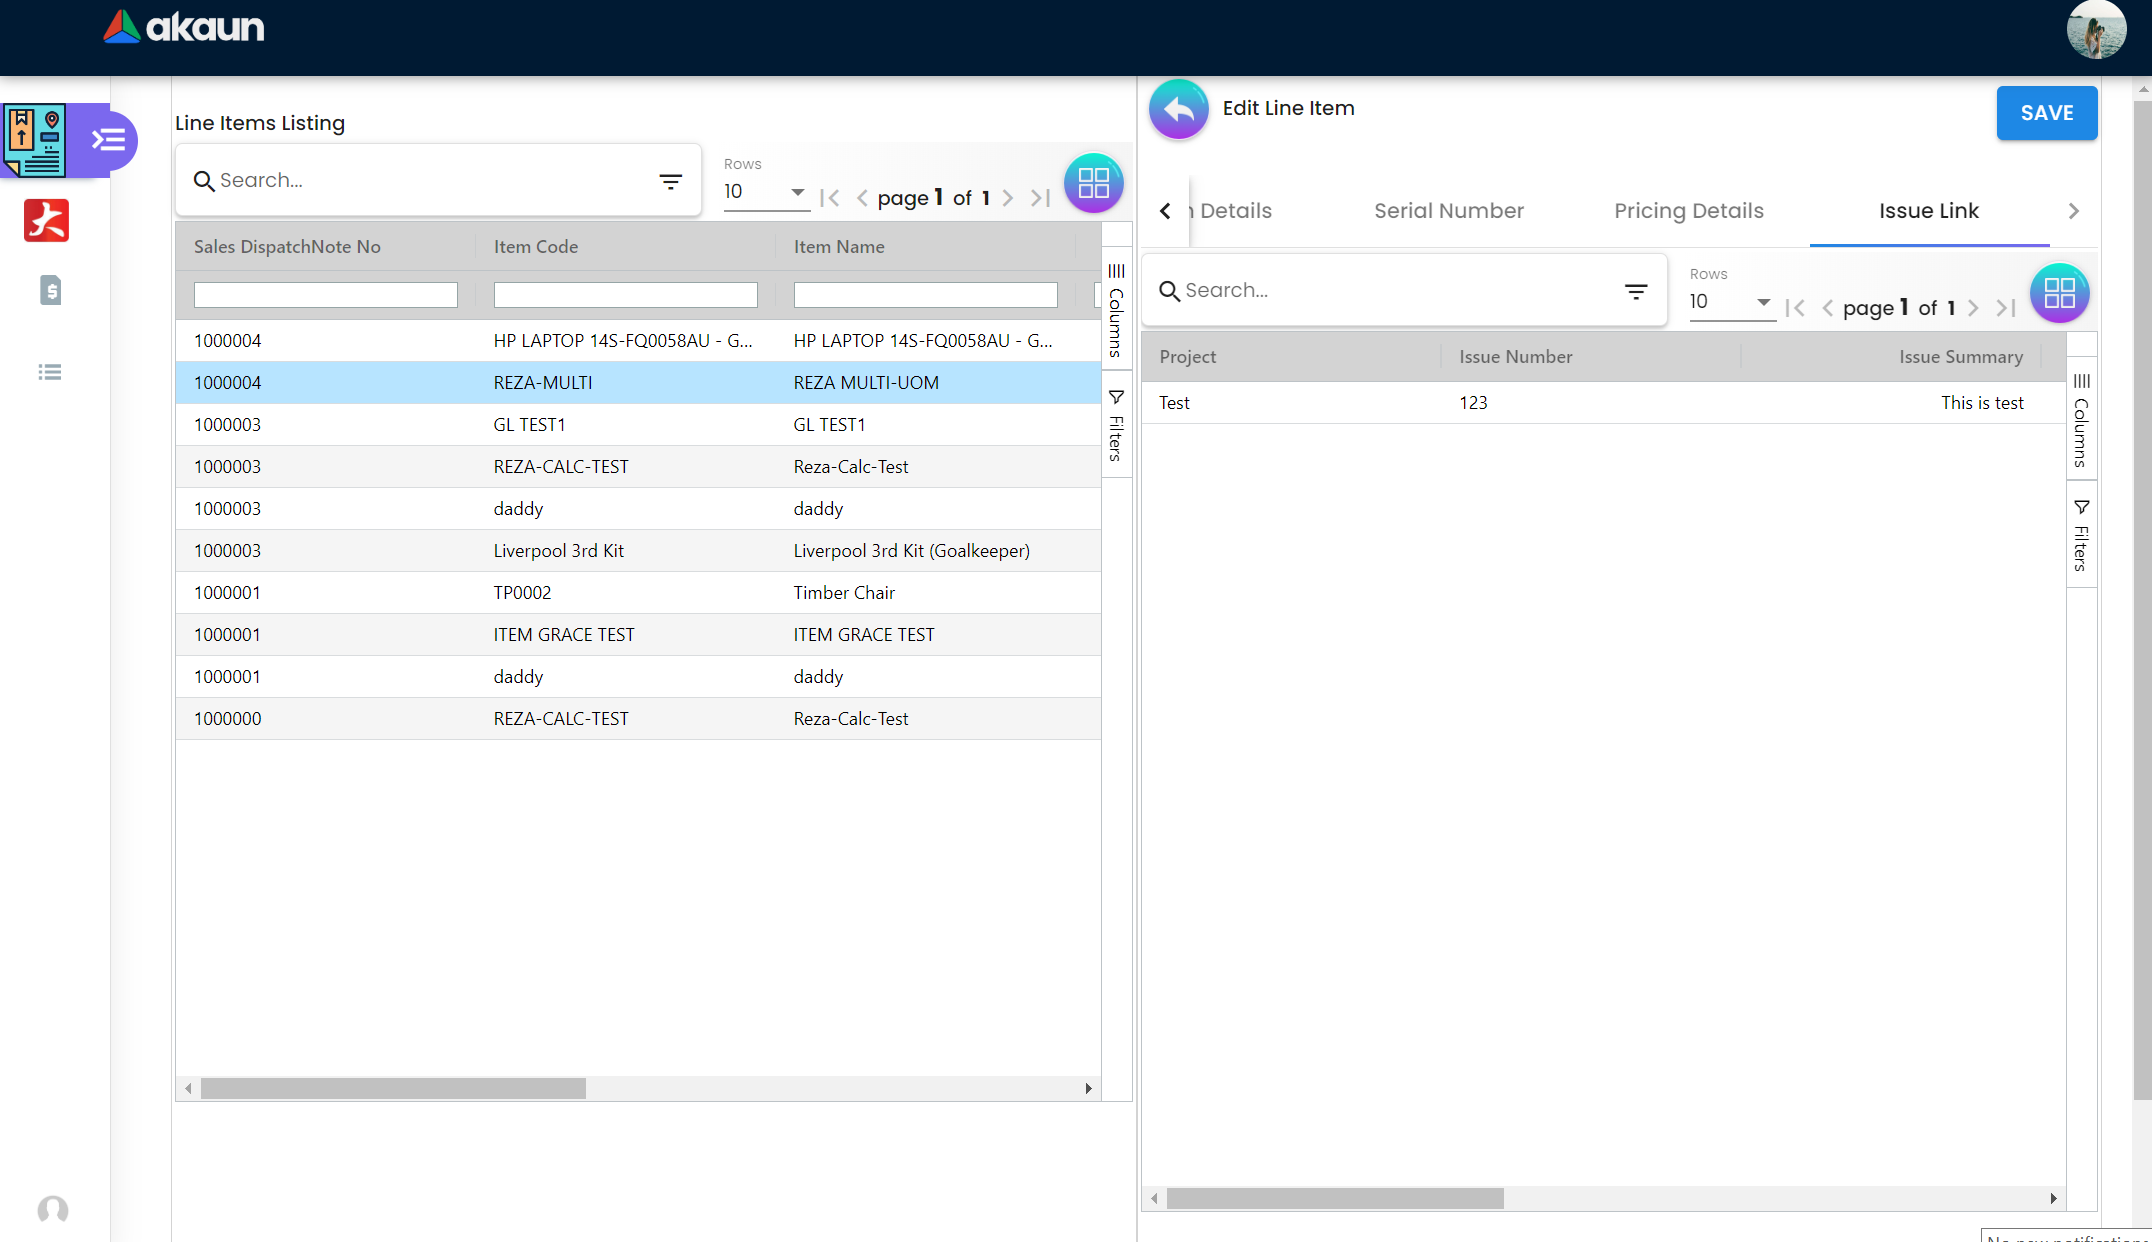 akaun
Line Items Listing
Search...
Rows
10
page 1 of 1
Sales DispatchNote No Item Code Item Name
1000004 HP LAPTOP 14S-FQ0058AU - G... HP LAPTOP 14S-FQ0058AU - G...
1000004 REZA-MULTI REZA MULTI-UOM
1000003 GL TEST1 GL TEST1
1000003 REZA-CALC-TEST Reza-Calc-Test
1000003 daddy daddy
1000003 Liverpool 3rd Kit Liverpool 3rd Kit (Goalkeeper)
1000001 TP0002 Timber Chair
1000001 ITEM GRACE TEST ITEM GRACE TEST
1000001 daddy daddy
1000000 REZA-CALC-TEST Reza-Calc-Test
Columns
Filters
Edit Line Item
SAVE
Details Serial Number Pricing Details Issue Link
Search...
Rows
10
page 1 of 1
Project Issue Number Issue Summary
Test 123 This is test
Columns
Filters